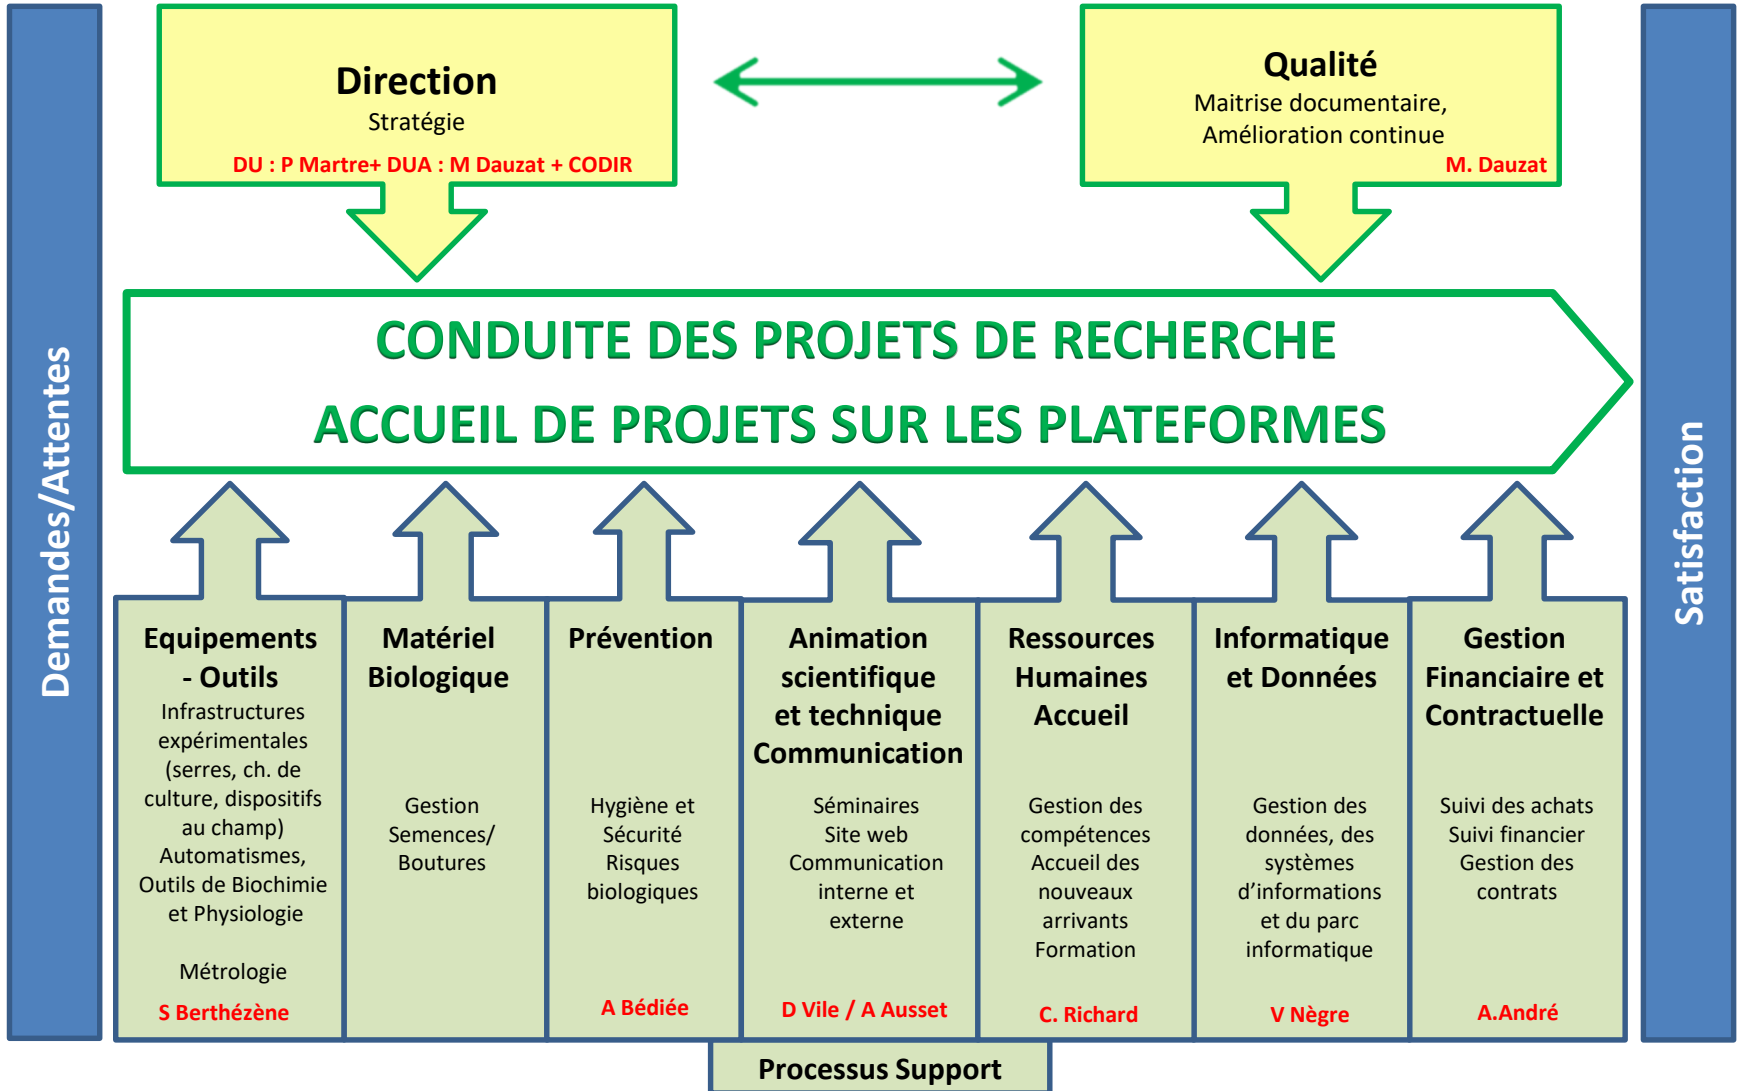 Demandes/Attentes
Direction
Stratégie
DU : P Martre+ DUA : M Dauzat + CODIR
Qualité
Maitrise documentaire,
Amélioration continue
M. Dauzat
CONDUITE DES PROJETS DE RECHERCHE
ACCUEIL DE PROJETS SUR LES PLATEFORMES
Equipements
- Outils
Infrastructures
expérimentales
(serres, ch. de
culture, dispositifs
au champ)
Automatismes,
Outils de Biochimie
et Physiologie
Métrologie
S Berthézène
Matériel
Biologique
Gestion
Semences/
Boutures
Prévention
Hygiène et
Sécurité
Risques
biologiques
A Bédiée
Animation
scientifique
et technique
Communication
Séminaires
Site web
Communication
interne et
externe
D Vile / A Ausset
Ressources
Humaines
Accueil
Gestion des
compétences
Accueil des
nouveaux
arrivants
Formation
C. Richard
Informatique
et Données
Gestion des
données, des
systèmes
d’informations
et du parc
informatique
V Nègre
Gestion
Financiaire et
Contractuelle
Suivi des achats
Suivi financier
Gestion des
contrats
A.André
Processus Support
Satisfaction